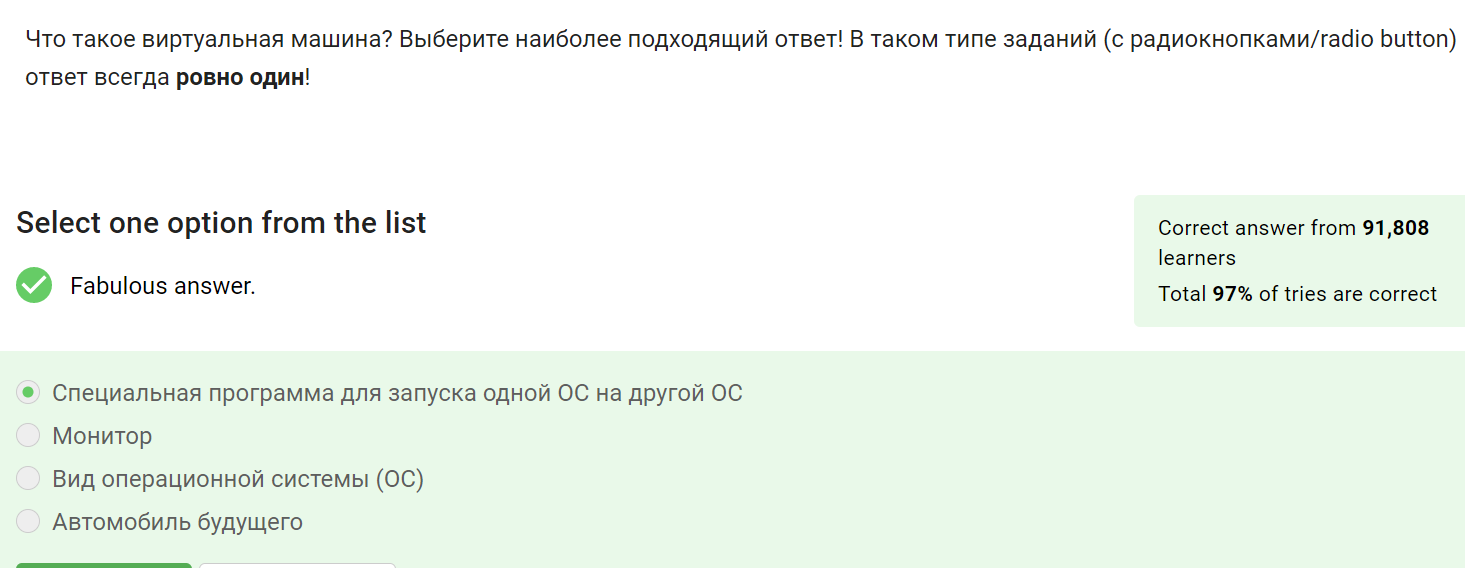 Что такое виртуальная машина? Выберите наиболее подходящий ответ! В таком типе заданий (с радиокнопками/radio button)
ответ всегда ровно один!
Select one option from the list
Fabulous answer.
Correct answer from 91,808
learners
Total 97% of tries are correct
Специальная программа для запуска одной ОС на другой ОС
Монитор
Вид операционной системы (ОС)
Автомобиль будущего